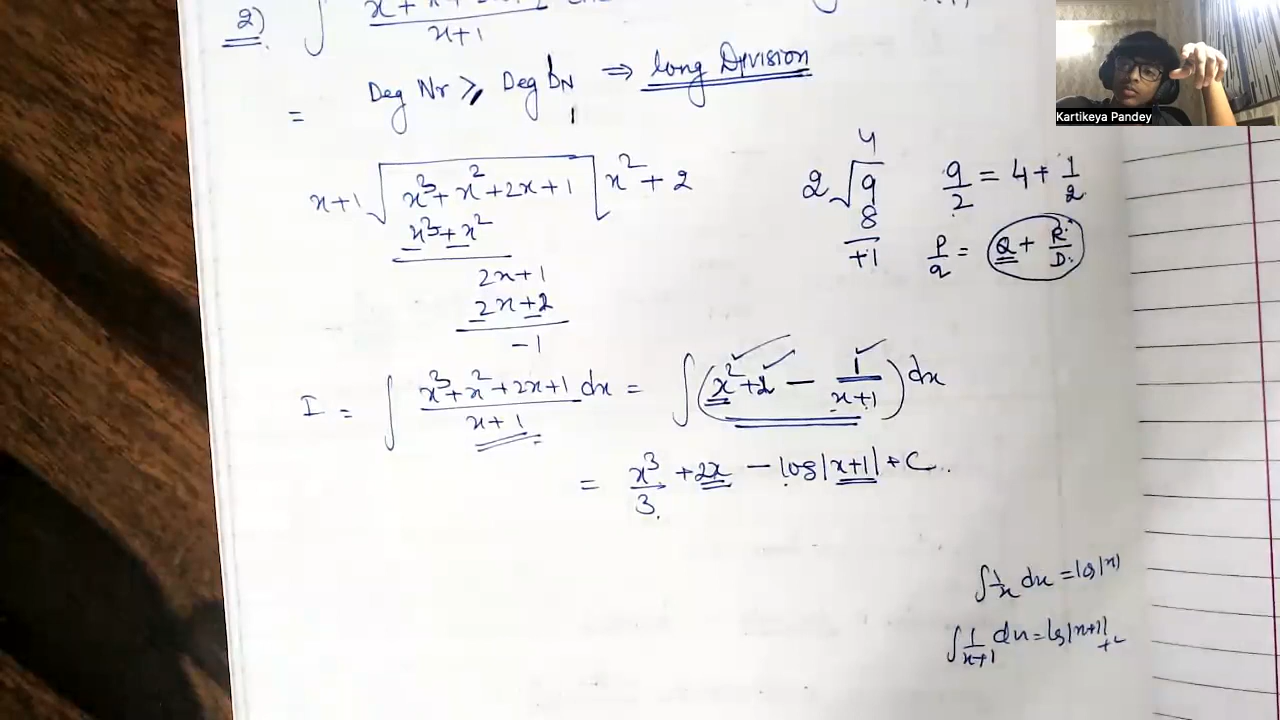 2) ∫ x+1
Deg Nr ≥ Deg DN ⇒ long Division
=
x+1 √ x³+x²+2x+1 | x²+2
x³+x²
2x+1
2x+2
-1
4
2 √ 9
8
+1
9/2 = 4+ 1/2
P/q = Q+ R/D
I = ∫ x³+x²+2x+1 / x+1 dx = ∫ (x²+2 − 1/x+1) dx
= x³/3 +2x − log|x+1| + C
∫ 1/x dx = log|x|
∫ 1/x+1 dx = log|x+1| + c
Kartikeya Pandey